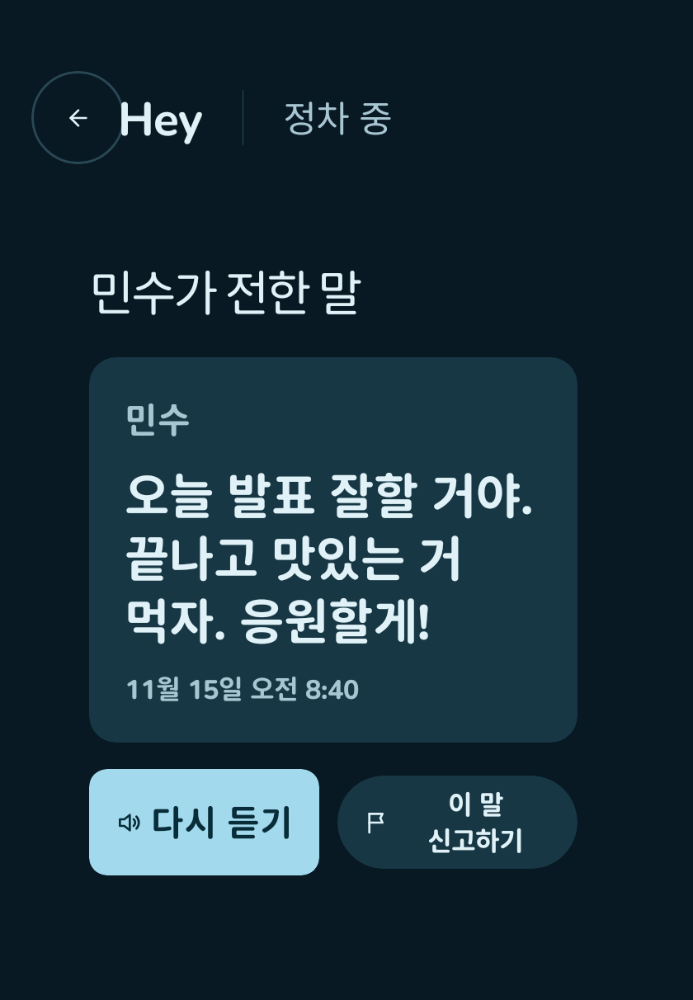 Hey
정차 중
민수가 전한 말
민수
오늘 발표 잘할 거야.
끝나고 맛있는 거
먹자. 응원할게!
11월 15일 오전 8:40
다시 듣기
이 말
신고하기